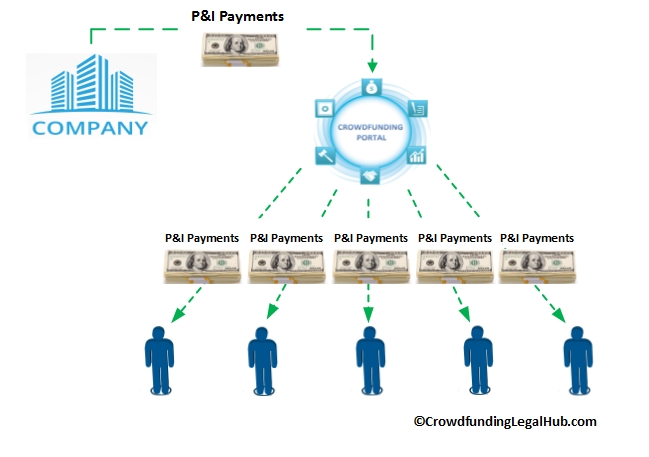 P&I Payments
COMPANY
CROWDFUNDING
PORTAL
P&I Payments P&I Payments P&I Payments P&I Payments P&I Payments
©CrowdfundingLegalHub.com